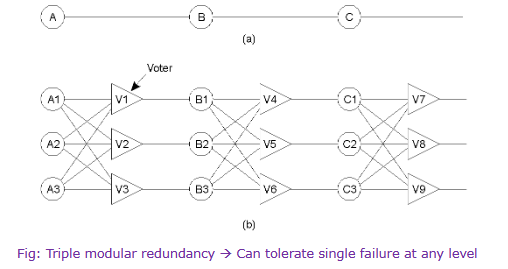 A B C
(a)
Voter
A1 V1 B1 V4 C1 V7
A2 V2 B2 V5 C2 V8
A3 V3 B3 V6 C3 V9
(b)
Fig: Triple modular redundancy → Can tolerate single failure at any level